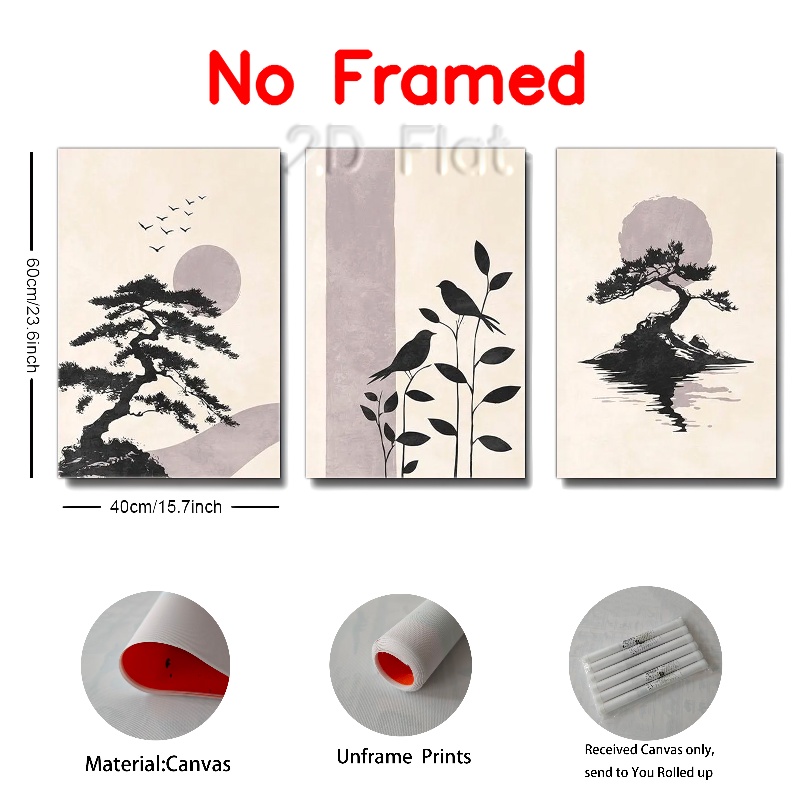 No Framed
2.D Flat.
60cm/23.6inch
40cm/15.7inch
Material:Canvas
Unframe Prints
Received Canvas only,
send to You Rolled up